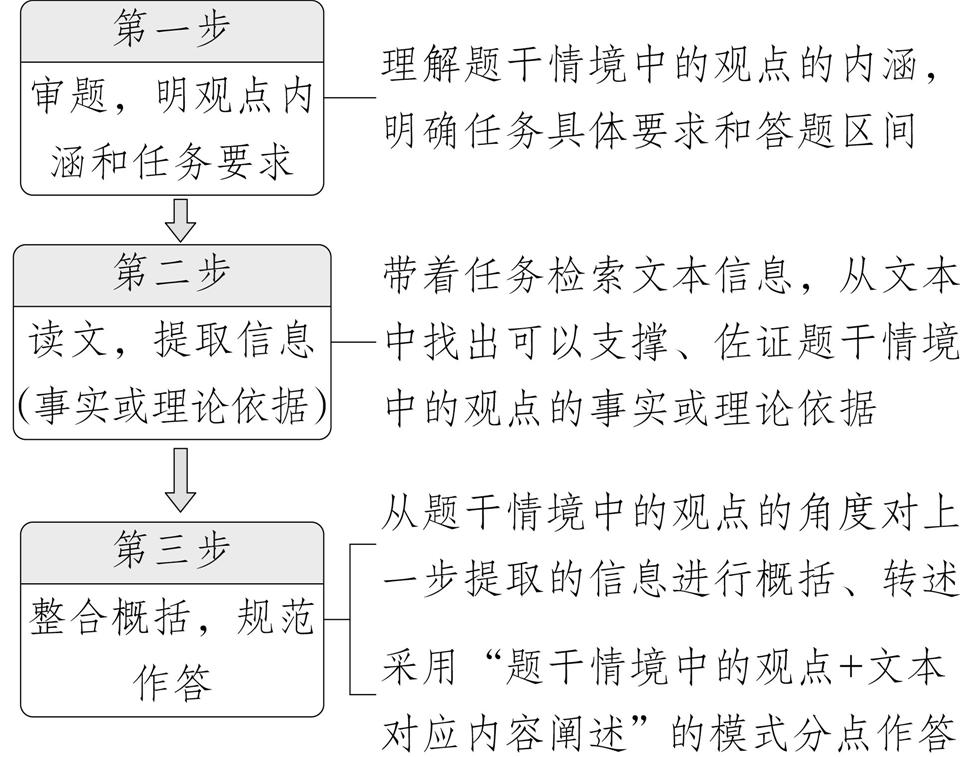 第一步
审题，明观点内
涵和任务要求
理解题干情境中的观点的内涵，
明确任务具体要求和答题区间
第二步
读文，提取信息
(事实或理论依据)
带着任务检索文本信息，从文本
中找出可以支撑、佐证题干情境
中的观点的事实或理论依据
第三步
整合概括，规范
作答
从题干情境中的观点的角度对上
一步提取的信息进行概括、转述
采用“题干情境中的观点+文本
对应内容阐述”的模式分点作答